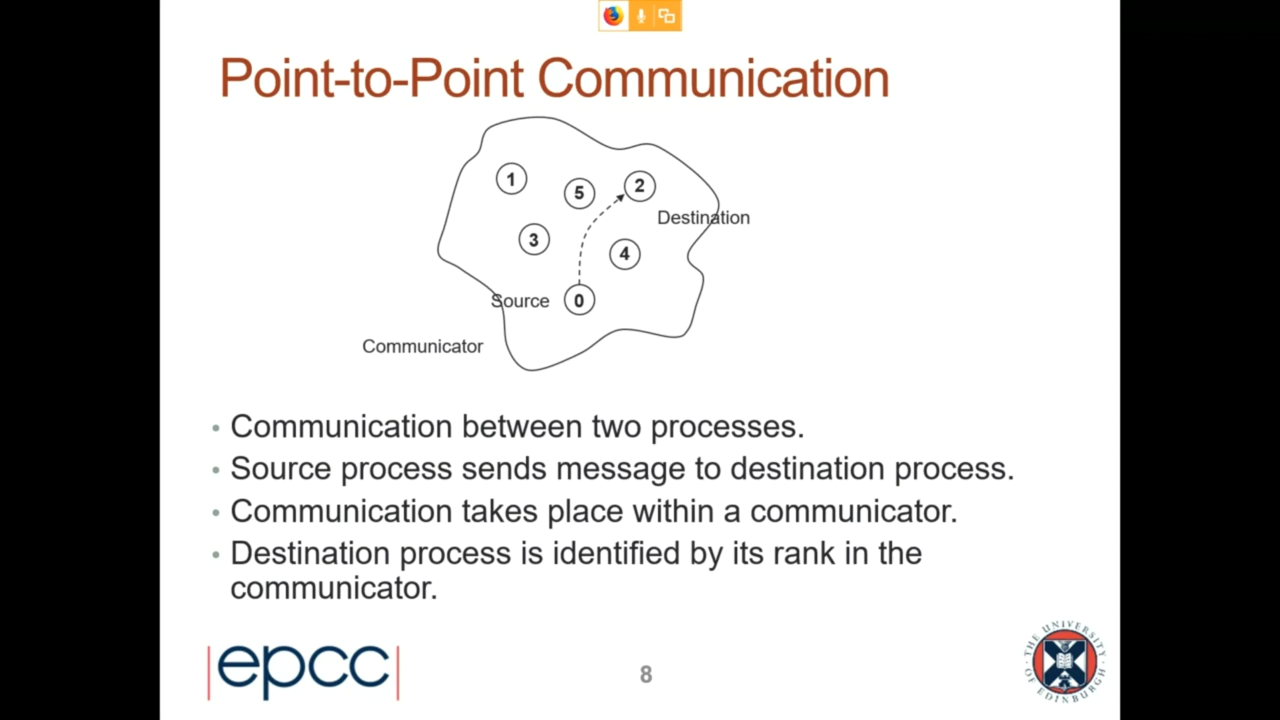 Point-to-Point Communication
1
5
2
Destination
3
4
Source 0
Communicator
• Communication between two processes.
• Source process sends message to destination process.
• Communication takes place within a communicator.
• Destination process is identified by its rank in the
communicator.
epcc
8
THE UNIVERSITY
OF EDINBURGH